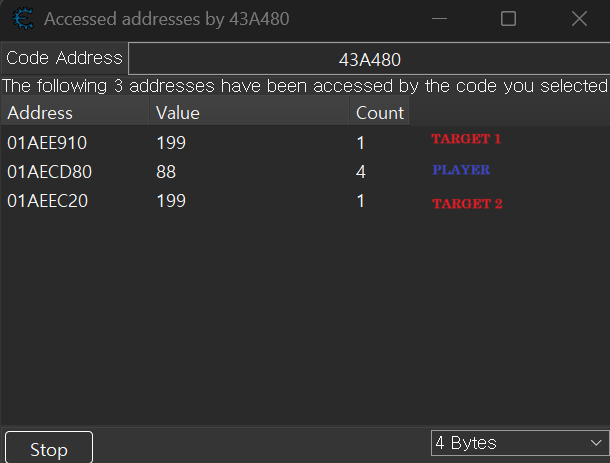 Accessed addresses by 43A480
Code Address 43A480
The following 3 addresses have been accessed by the code you selected
Address Value Count
01AEE910 199 1 TARGET 1
01AECD80 88 4 PLAYER
01AEEC20 199 1 TARGET 2
Stop 4 Bytes